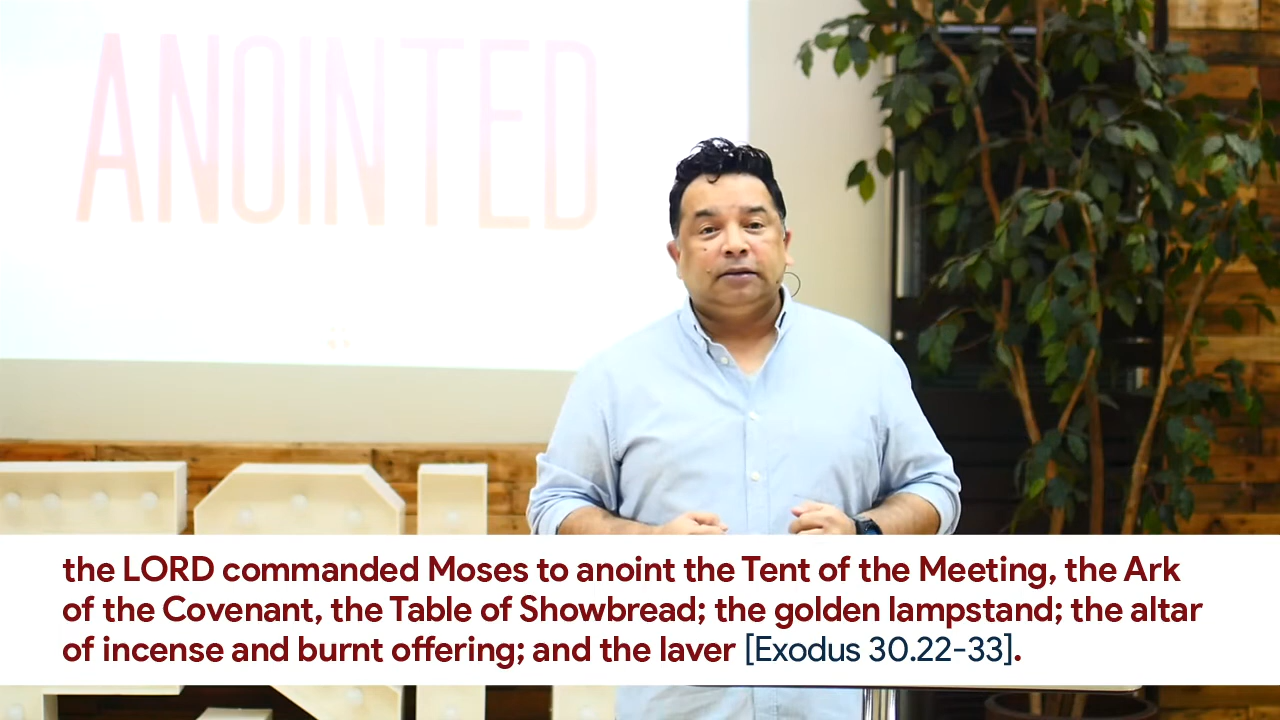 ANOINTED
the LORD commanded Moses to anoint the Tent of the Meeting, the Ark
of the Covenant, the Table of Showbread; the golden lampstand; the altar
of incense and burnt offering; and the laver [Exodus 30.22-33].